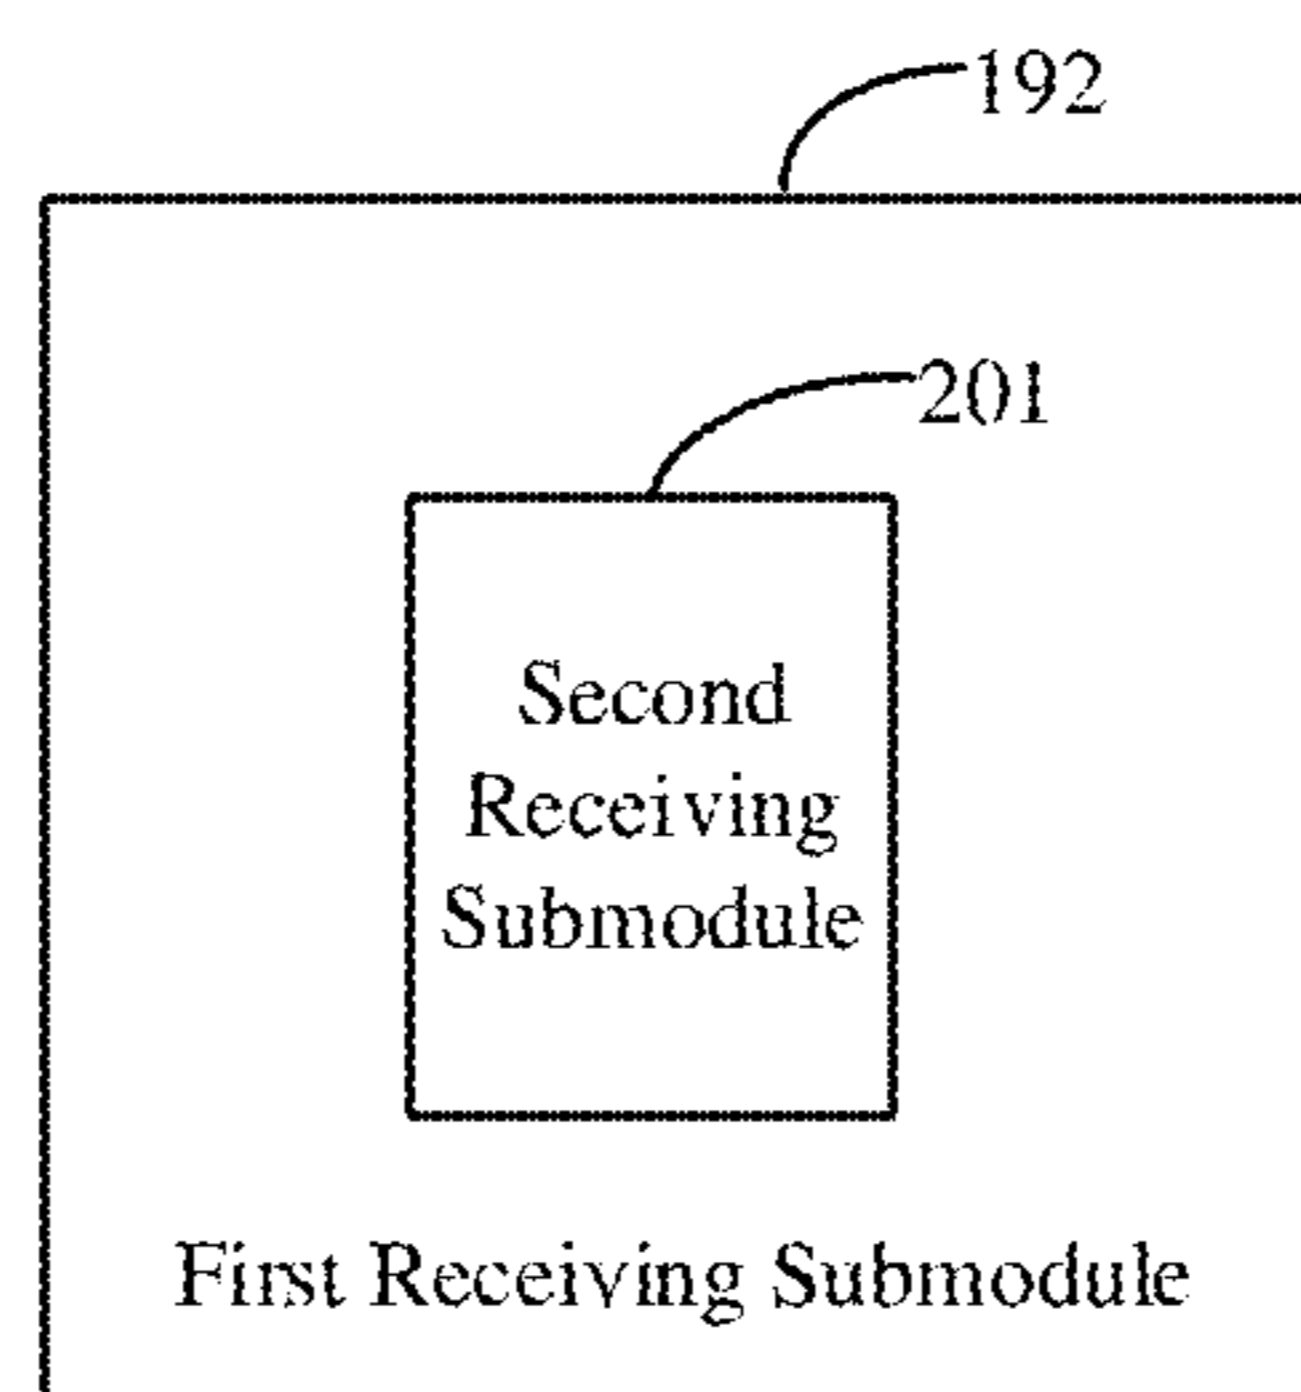 192
201
Second
Receiving
Submodule
First Receiving Submodule